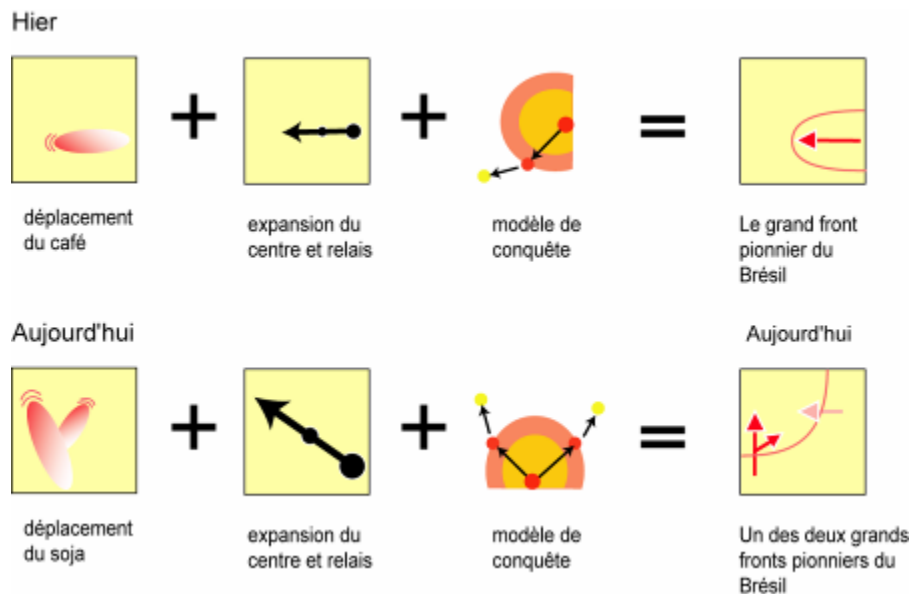 Hier
déplacement
du café
expansion du
centre et relais
modèle de
conquête
Le grand front
pionnier du
Brésil
Aujourd'hui
Aujourd'hui
déplacement
du soja
expansion du
centre et relais
modèle de
conquête
Un des deux grands
fronts pionniers du
Brésil